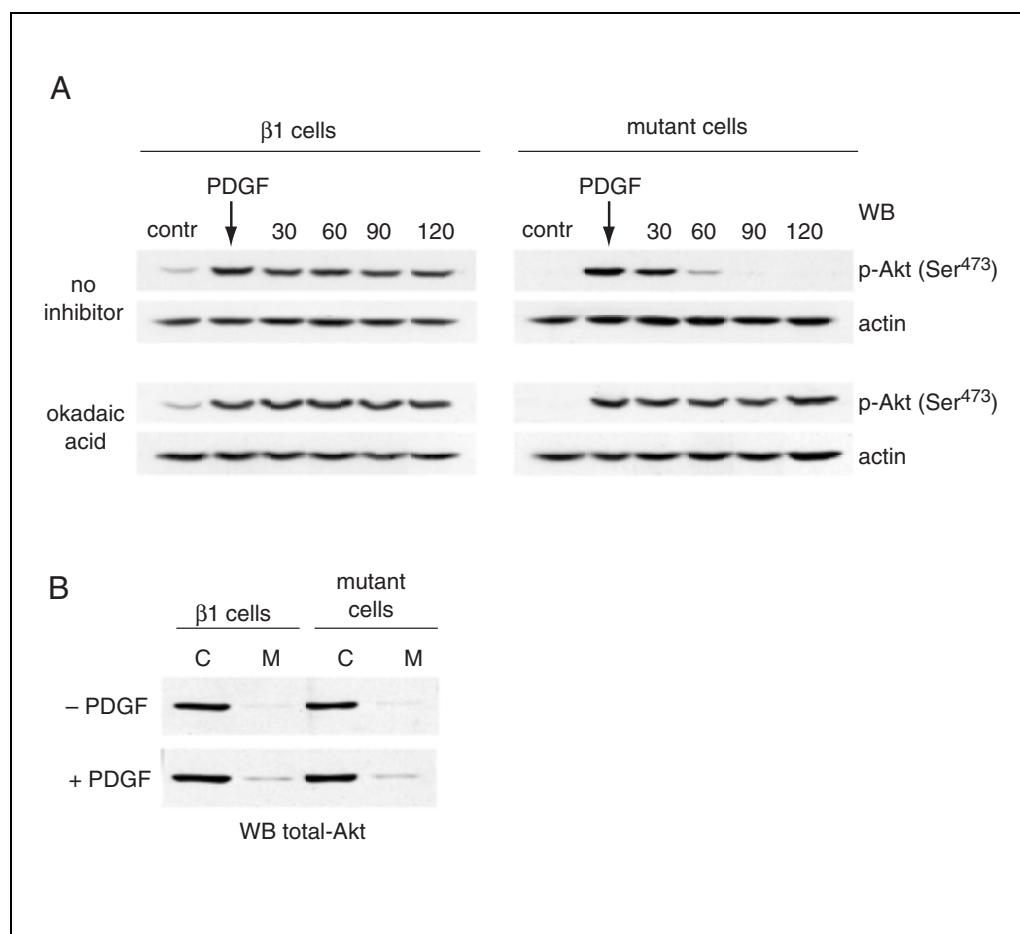 A
β1 cells
mutant cells
PDGF
PDGF
WB
contr 30 60 90 120
contr 30 60 90 120
no
inhibitor
p-Akt (Ser473)
actin
okadaic
acid
p-Akt (Ser473)
actin
B
β1 cells
mutant
cells
C M C M
– PDGF
+ PDGF
WB total-Akt